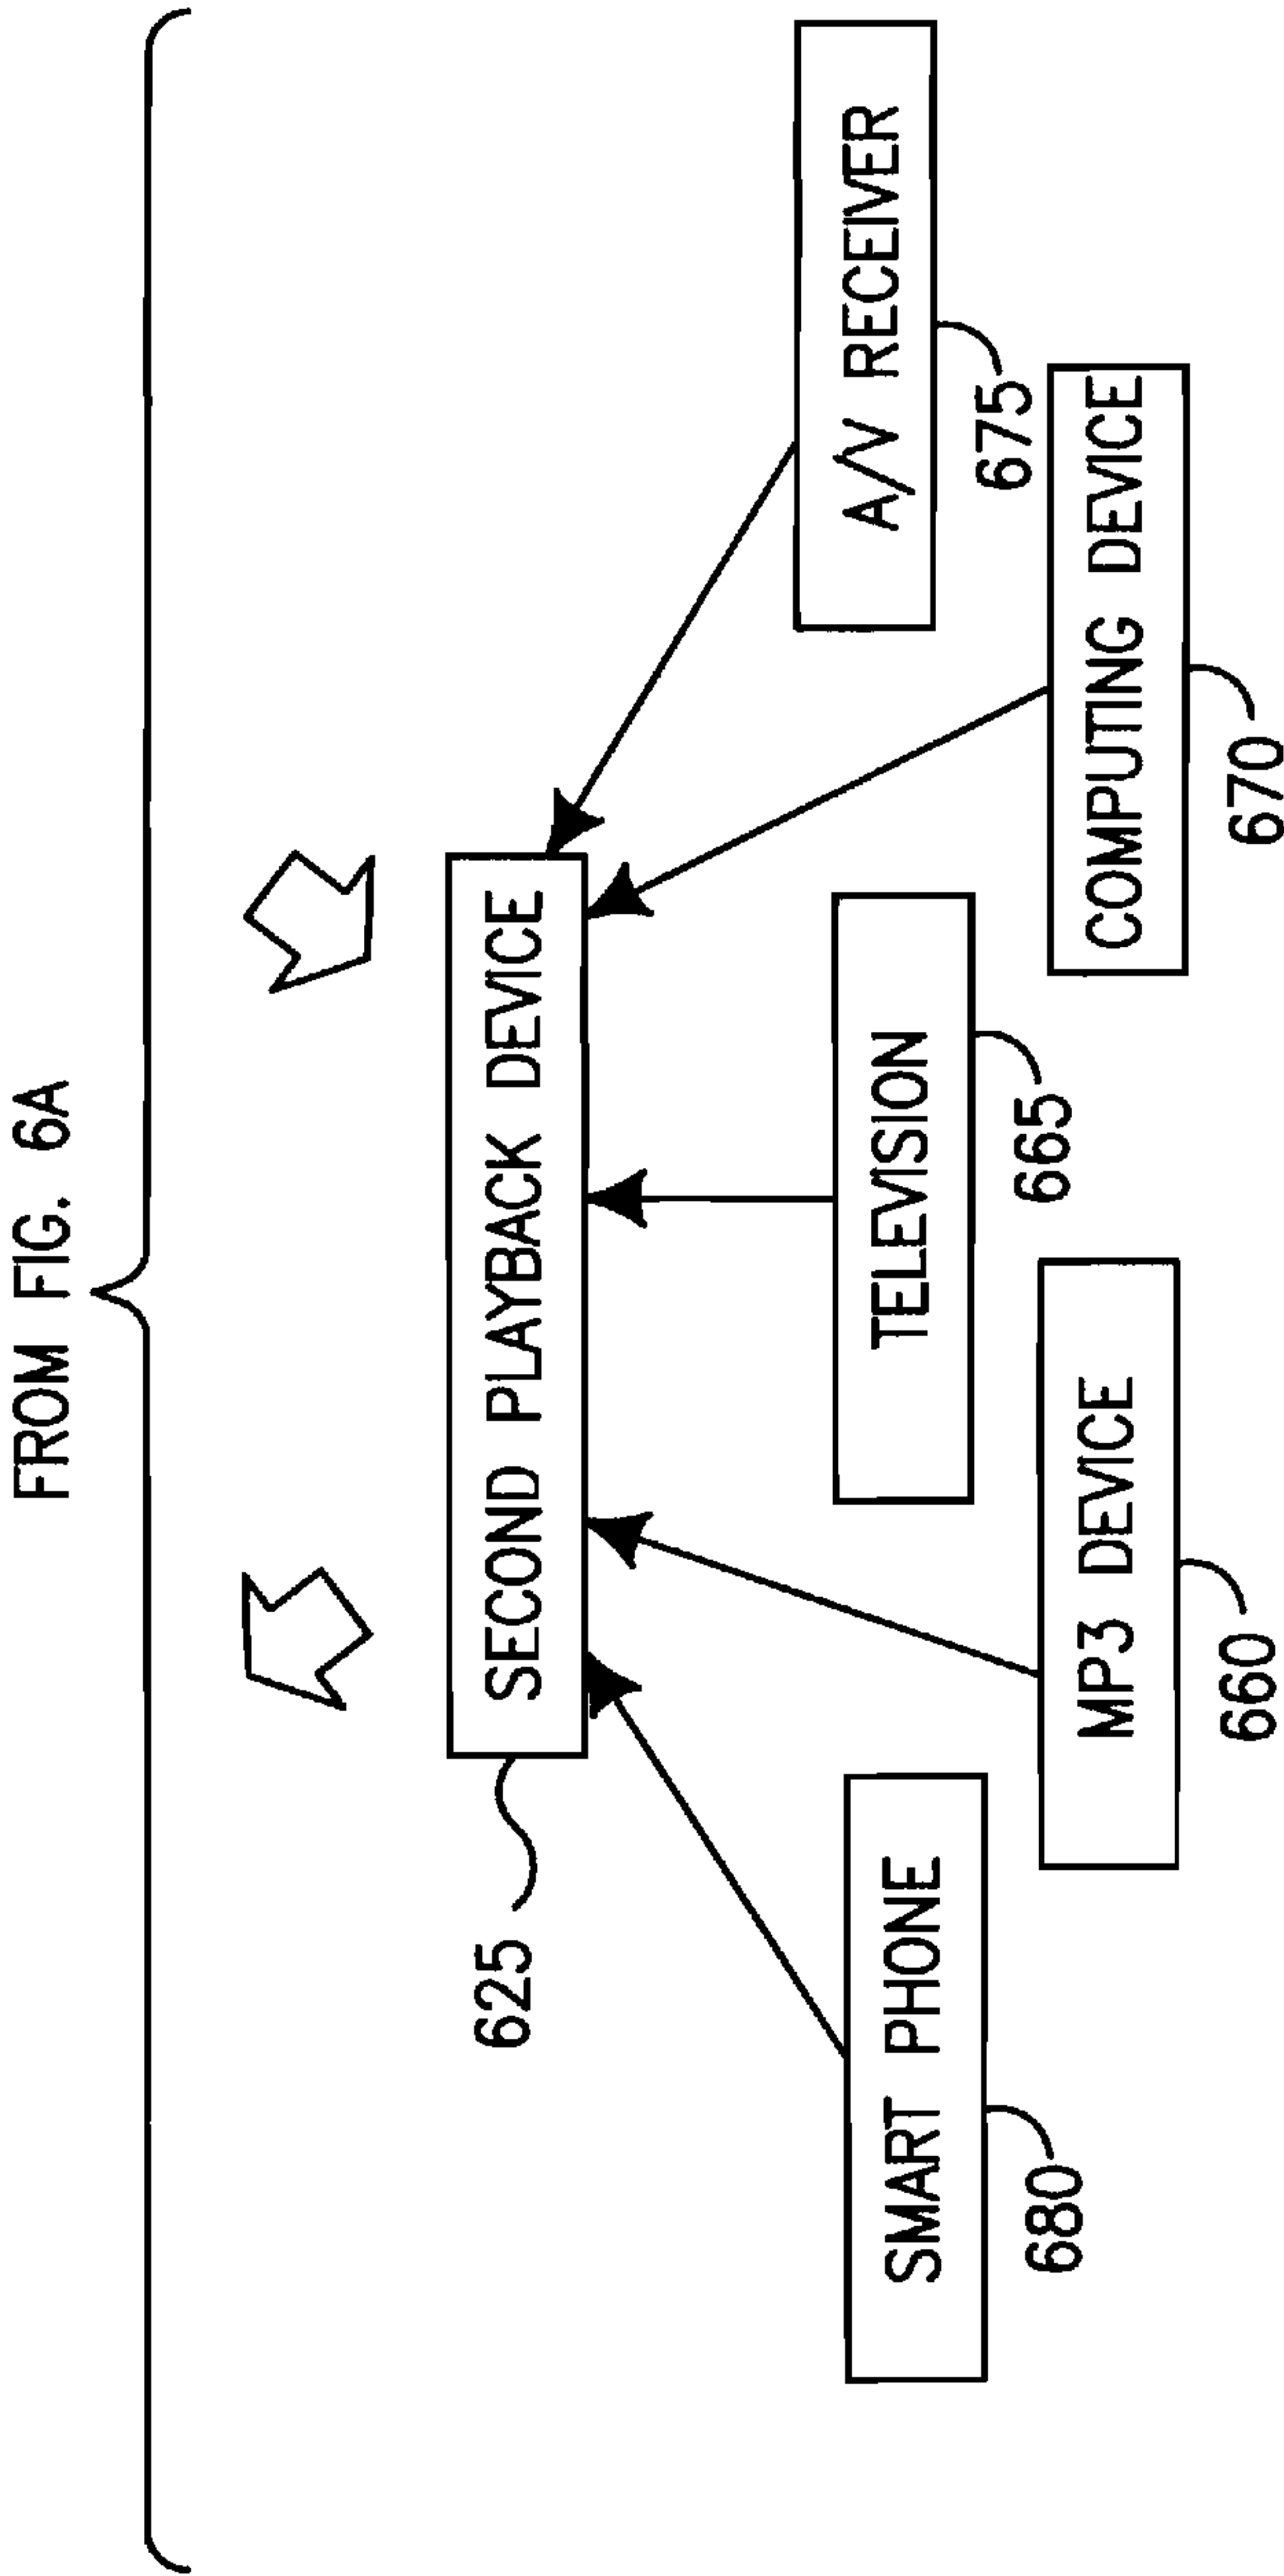 FROM FIG. 6A
SECOND PLAYBACK DEVICE
625
SMART PHONE
680
MP3 DEVICE
660
TELEVISION
665
COMPUTING DEVICE
670
A/V RECEIVER
675